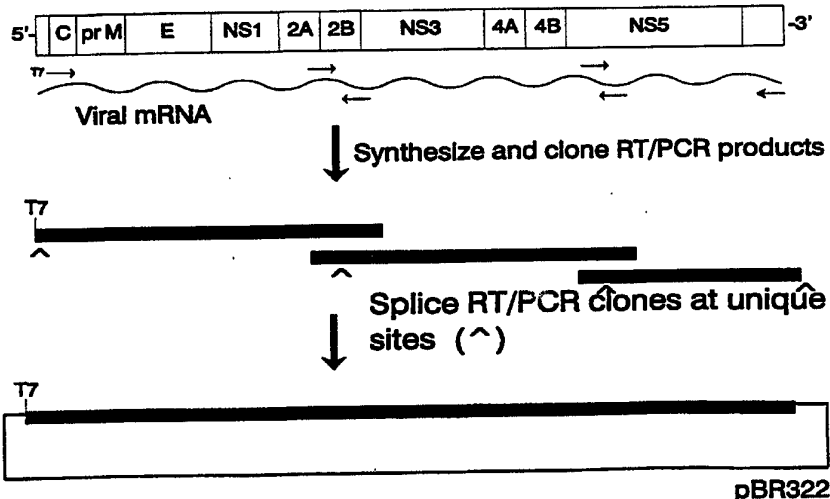 5'- C pr M E NS1 2A 2B NS3 4A 4B NS5 -3'
T7
Viral mRNA
Synthesize and clone RT/PCR products
T7
^ ^ ^ ^
Splice RT/PCR clones at unique
sites (^)
T7
pBR322